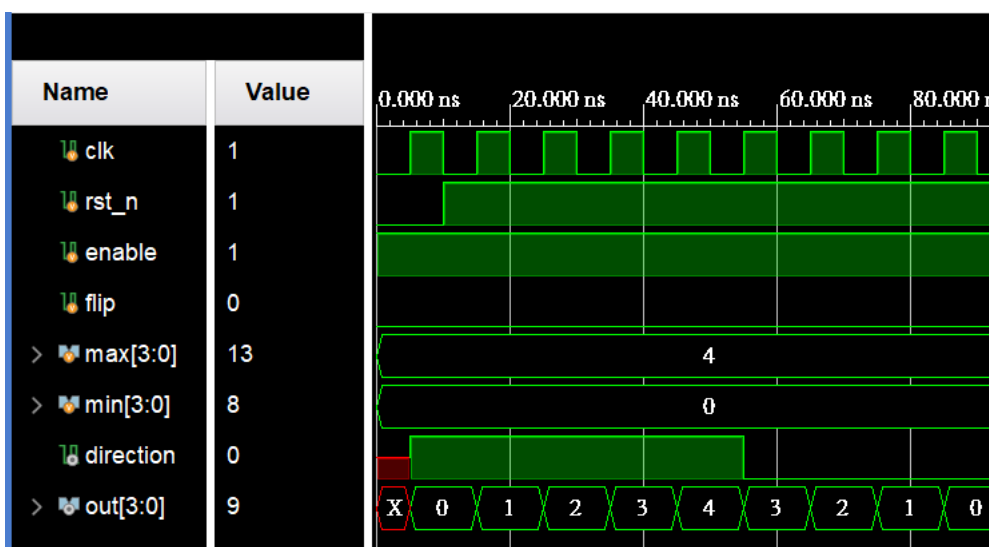 Name Value 0.000 ns 20.000 ns 40.000 ns 60.000 ns 80.000 n
clk 1
rst_n 1
enable 1
flip 0
> max[3:0] 13 4
> min[3:0] 8 0
direction 0
> out[3:0] 9 X 0 1 2 3 4 3 2 1 0